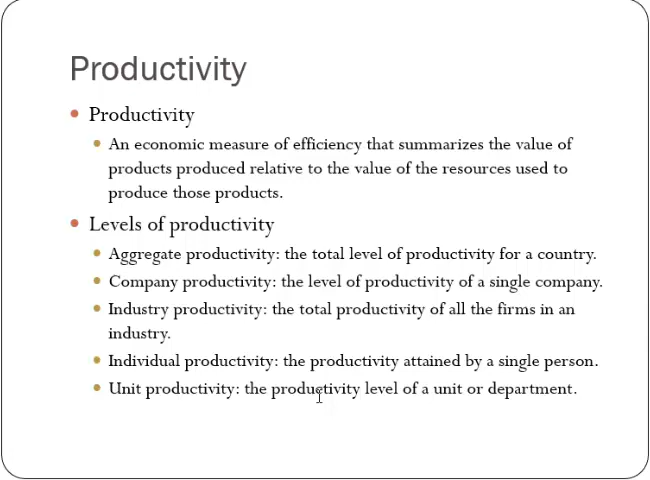 Productivity
Productivity
An economic measure of efficiency that summarizes the value of
products produced relative to the value of the resources used to
produce those products.
Levels of productivity
Aggregate productivity: the total level of productivity for a country.
Company productivity: the level of productivity of a single company.
Industry productivity: the total productivity of all the firms in an
industry.
Individual productivity: the productivity attained by a single person.
Unit productivity: the productivity level of a unit or department.